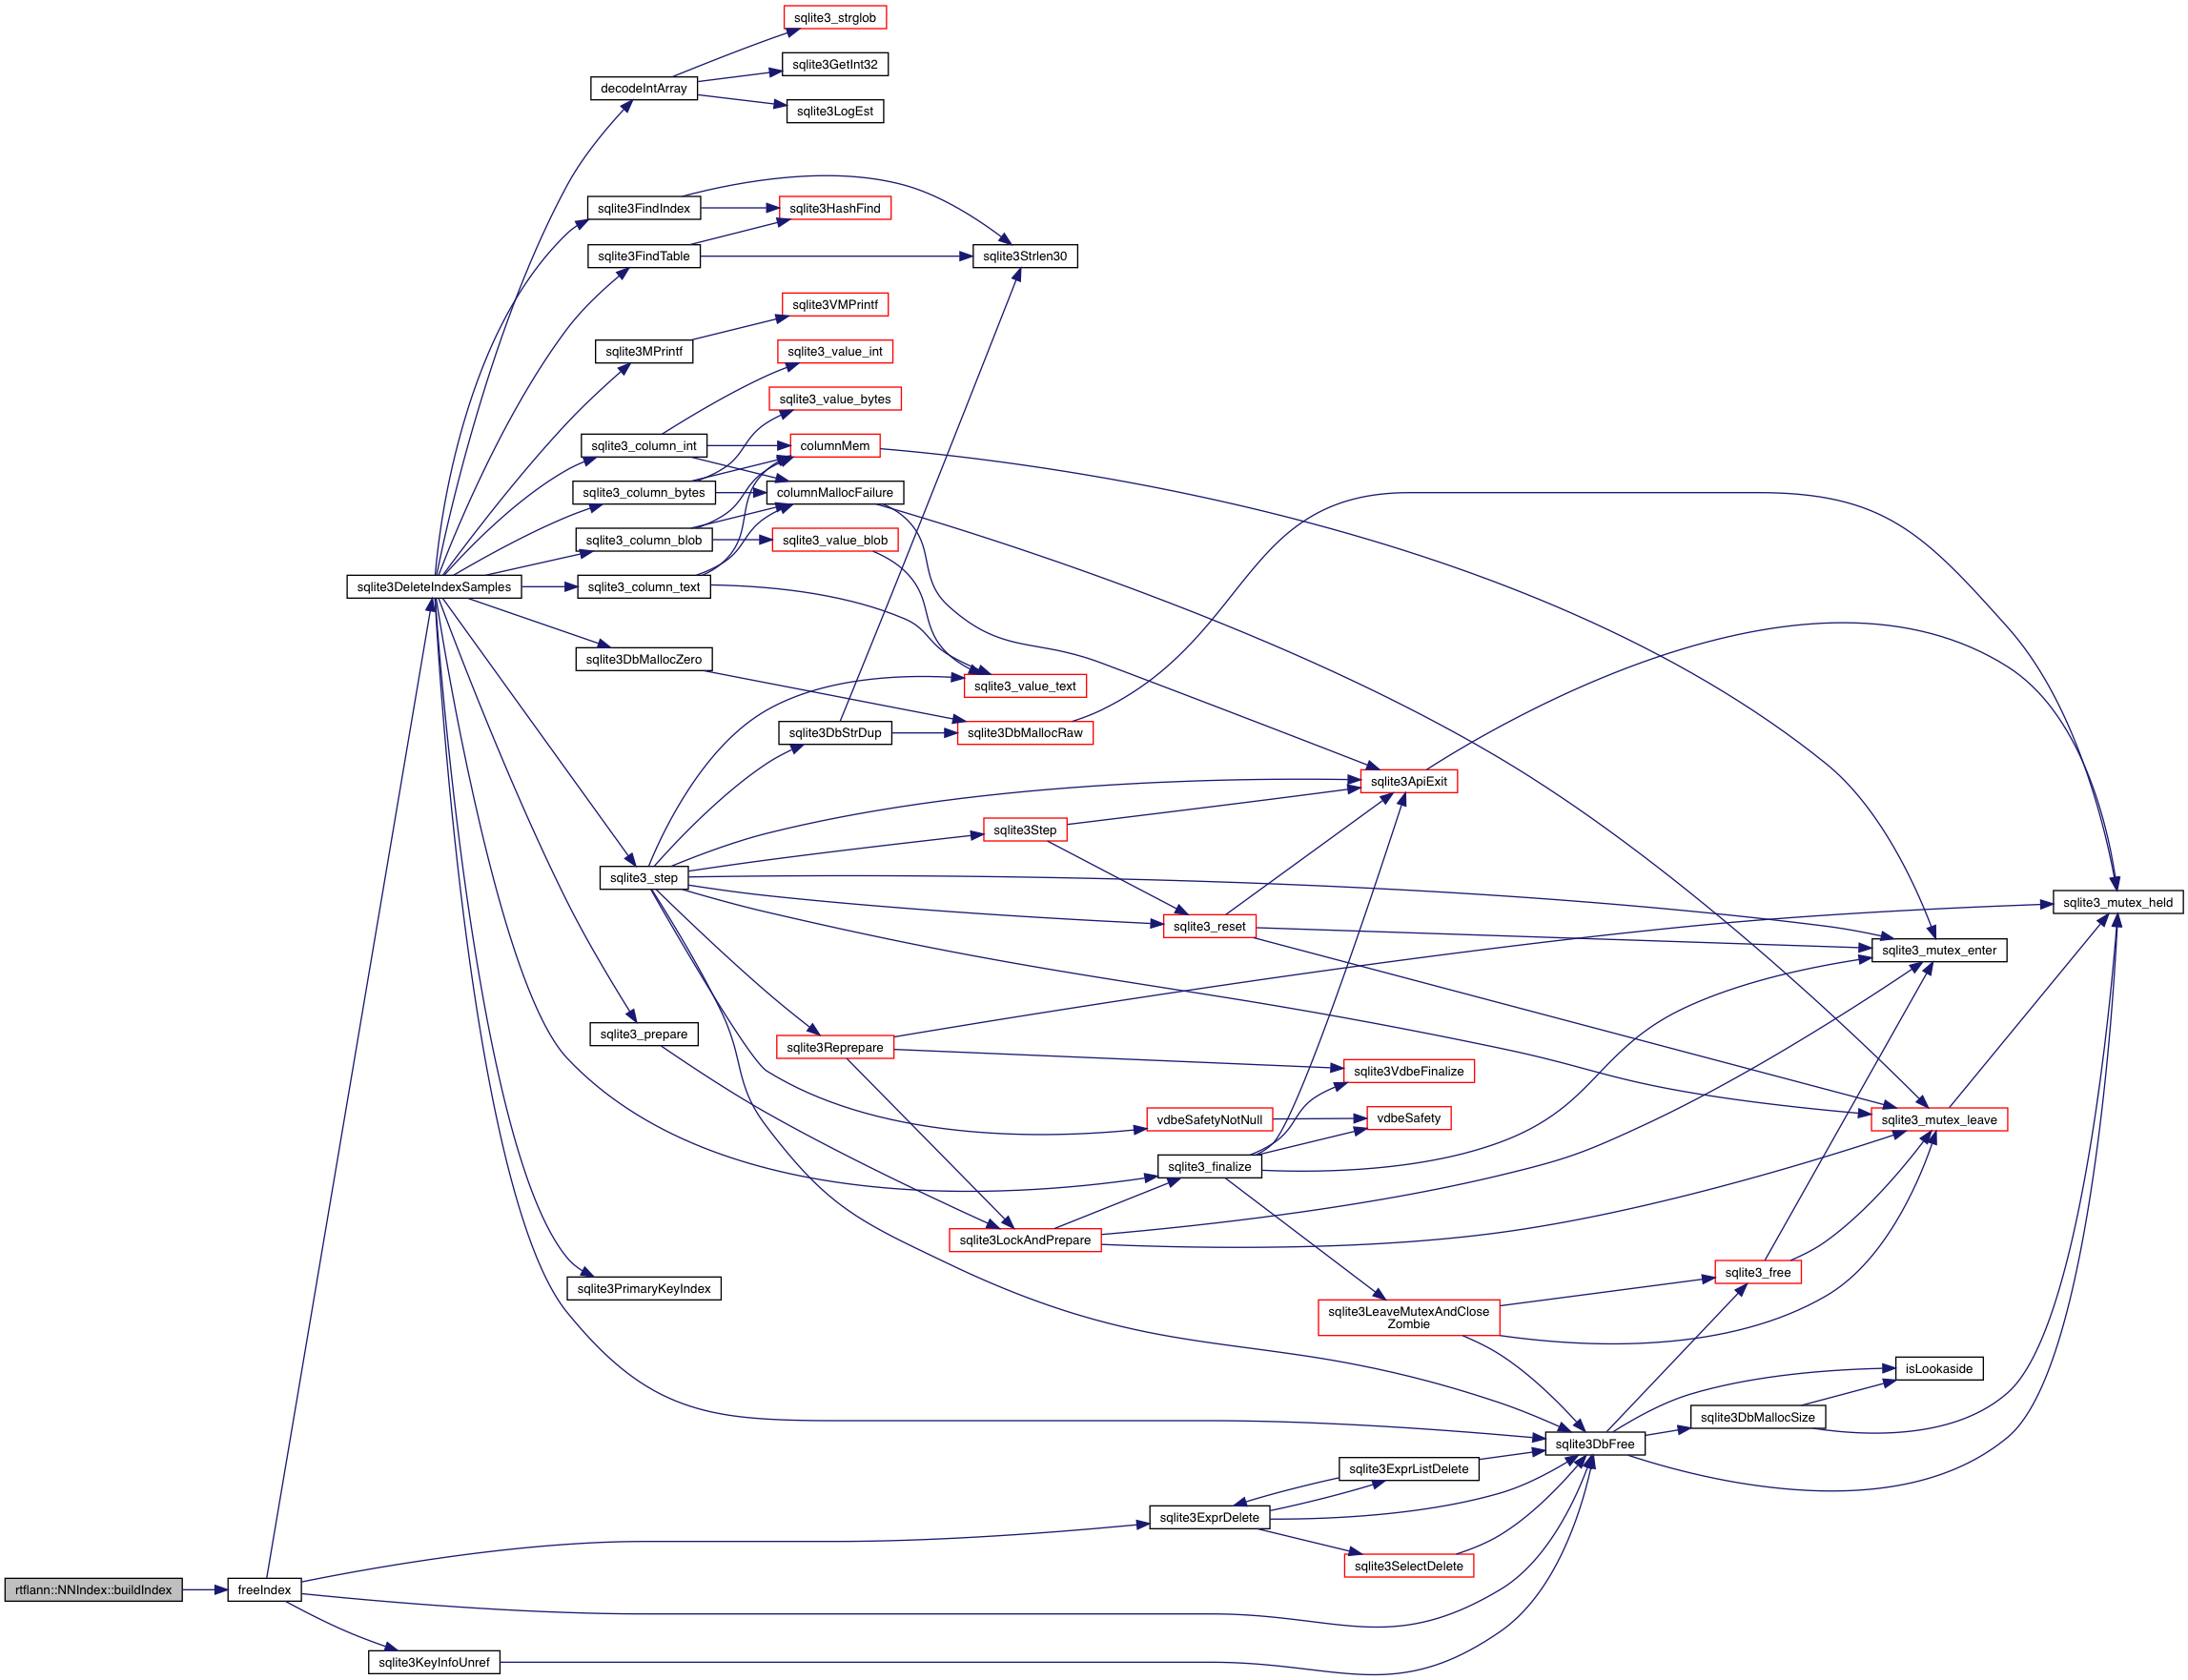 sqlite3_strglob
sqlite3GetInt32
decodeIntArray
sqlite3LogEst
sqlite3FindIndex
sqlite3HashFind
sqlite3FindTable
sqlite3Strlen30
sqlite3VMPrintf
sqlite3MPrintf
sqlite3_value_int
sqlite3_value_bytes
sqlite3_column_int
columnMem
sqlite3_column_bytes
columnMallocFailure
sqlite3_column_blob
sqlite3_value_blob
sqlite3DeleteIndexSamples
sqlite3_column_text
sqlite3DbMallocZero
sqlite3_value_text
sqlite3DbStrDup
sqlite3DbMallocRaw
sqlite3ApiExit
sqlite3Step
sqlite3_step
sqlite3_mutex_held
sqlite3_reset
sqlite3_mutex_enter
sqlite3_prepare
sqlite3Reprepare
sqlite3VdbeFinalize
vdbeSafetyNotNull
vdbeSafety
sqlite3_mutex_leave
sqlite3_finalize
sqlite3LockAndPrepare
sqlite3_free
sqlite3PrimaryKeyIndex
sqlite3LeaveMutexAndClose
Zombie
isLookaside
sqlite3DbMallocSize
sqlite3DbFree
sqlite3ExprListDelete
sqlite3ExprDelete
sqlite3SelectDelete
rtflann::NNIndex::buildIndex
freeIndex
sqlite3KeyInfoUnref